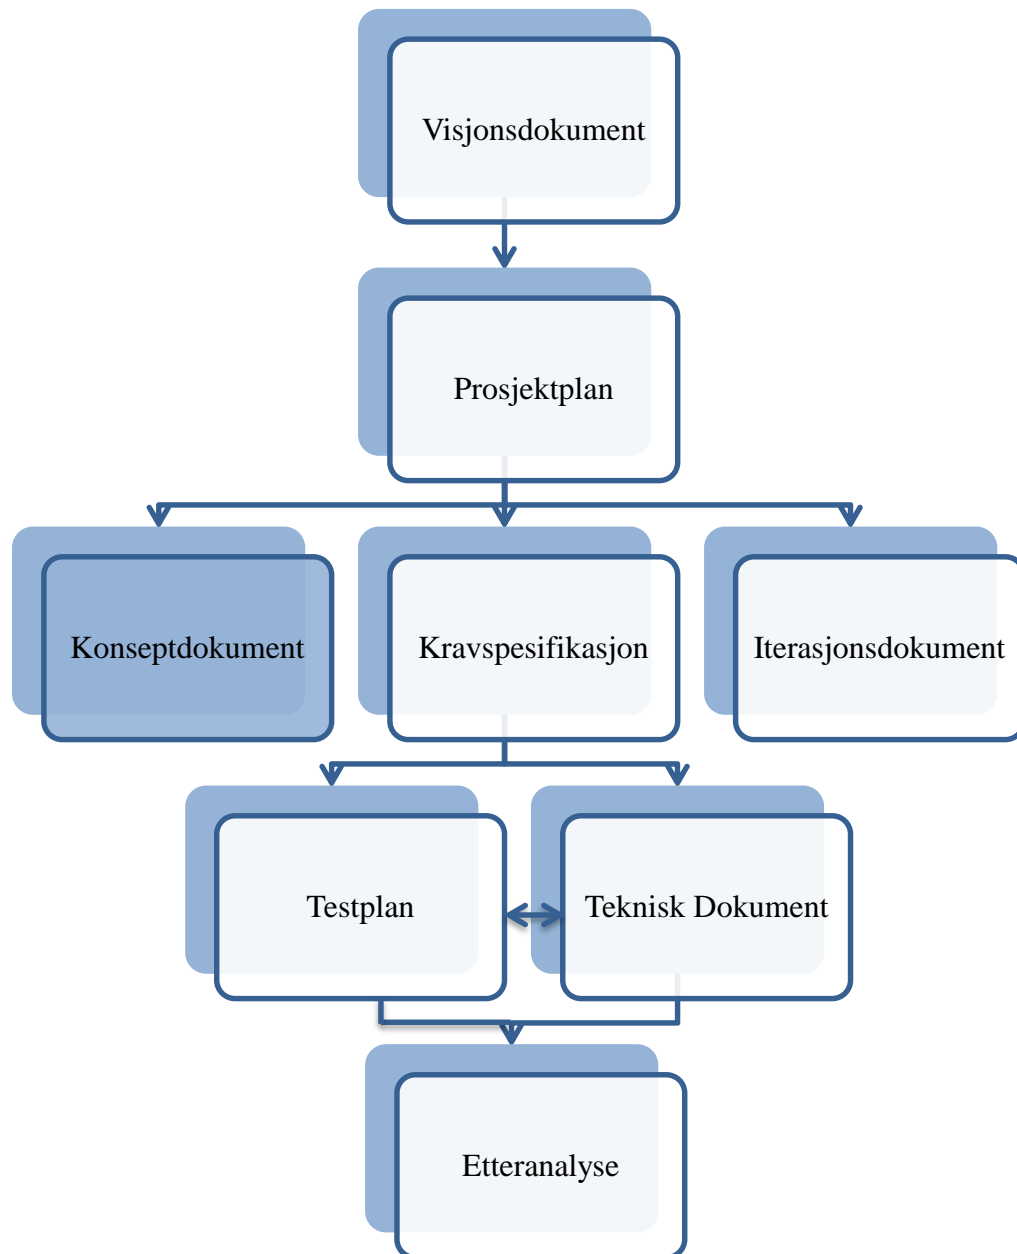 Visjonsdokument
Prosjektplan
Konseptdokument
Kravspesifikasjon
Iterasjonsdokument
Testplan
Teknisk Dokument
Etteranalyse